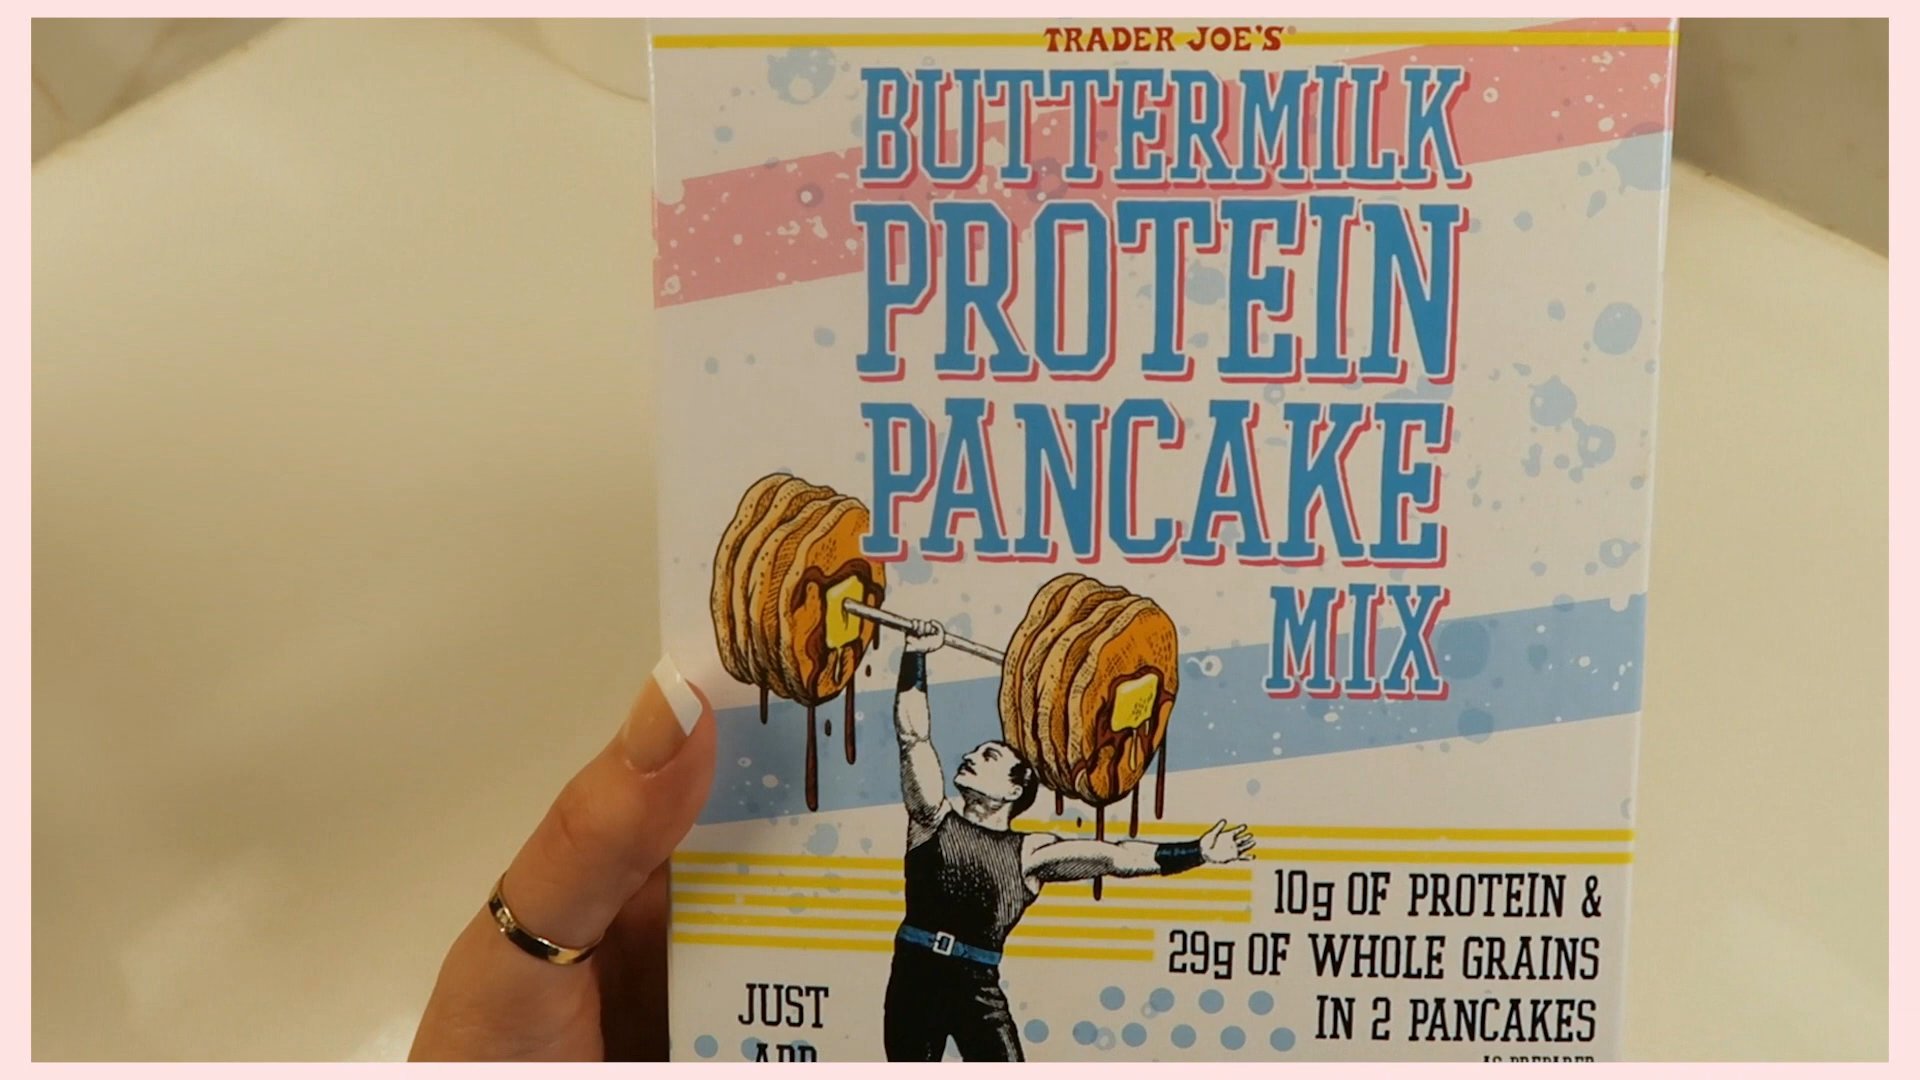 TRADER JOE'S
BUTTERMILK
PROTEIN
PANCAKE
MIX
10g OF PROTEIN &
29g OF WHOLE GRAINS
IN 2 PANCAKES
JUST